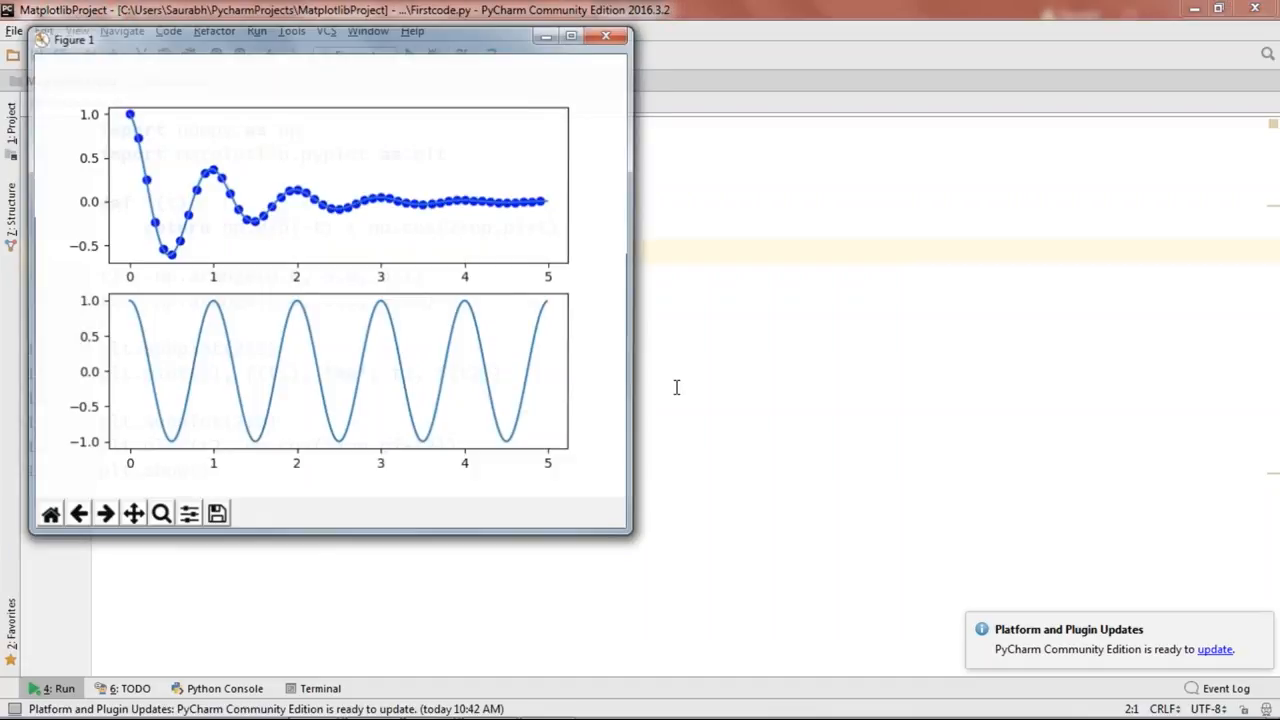 MatplotlibProject - [C:\Users\Saurabh\PycharmProjects\MatplotlibProject] - ...\Firstcode.py - PyCharm Community Edition 2016.3.2
File Edit View Navigate Code Refactor Run Tools VCS Window Help
Figure 1
1: Project
Z: Structure
2: Favorites
1.0
0.5
0.0
−0.5
0 1 2 3 4 5
1.0
0.5
0.0
−0.5
−1.0
0 1 2 3 4 5
Platform and Plugin Updates
PyCharm Community Edition is ready to update.
4: Run 6: TODO Python Console Terminal Event Log
Platform and Plugin Updates: PyCharm Community Edition is ready to update. (today 10:42 AM) 2:1 CRLF UTF-8